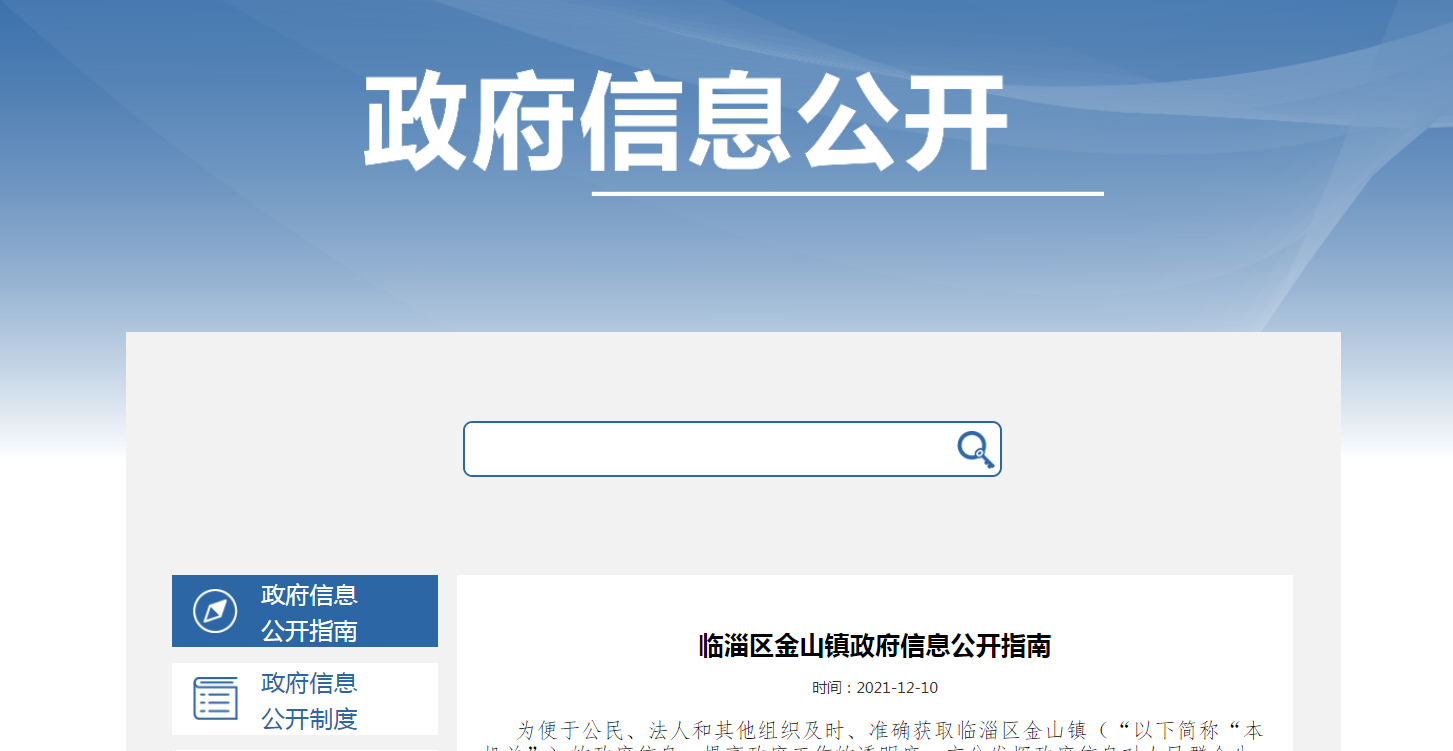 政府信息公开
政府信息
公开指南
政府信息
公开制度
临淄区金山镇政府信息公开指南
时间：2021-12-10
为便于公民、法人和其他组织及时、准确获取临淄区金山镇（“以下简称“本